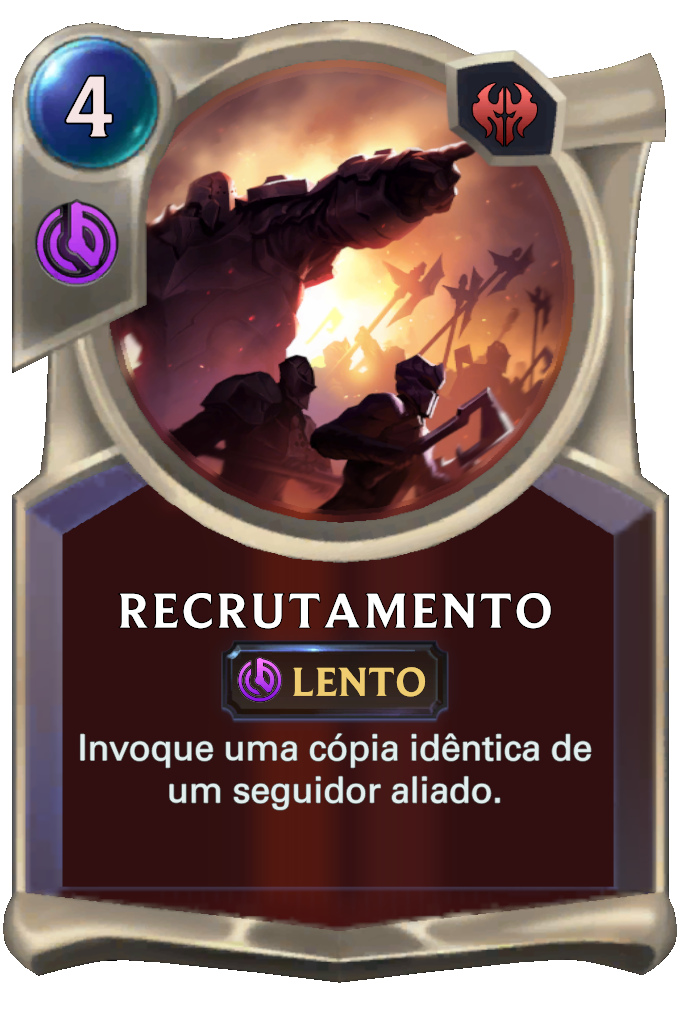 4
RECRUTAMENTO
LENTO
Invoque uma cópia idêntica de
um seguidor aliado.